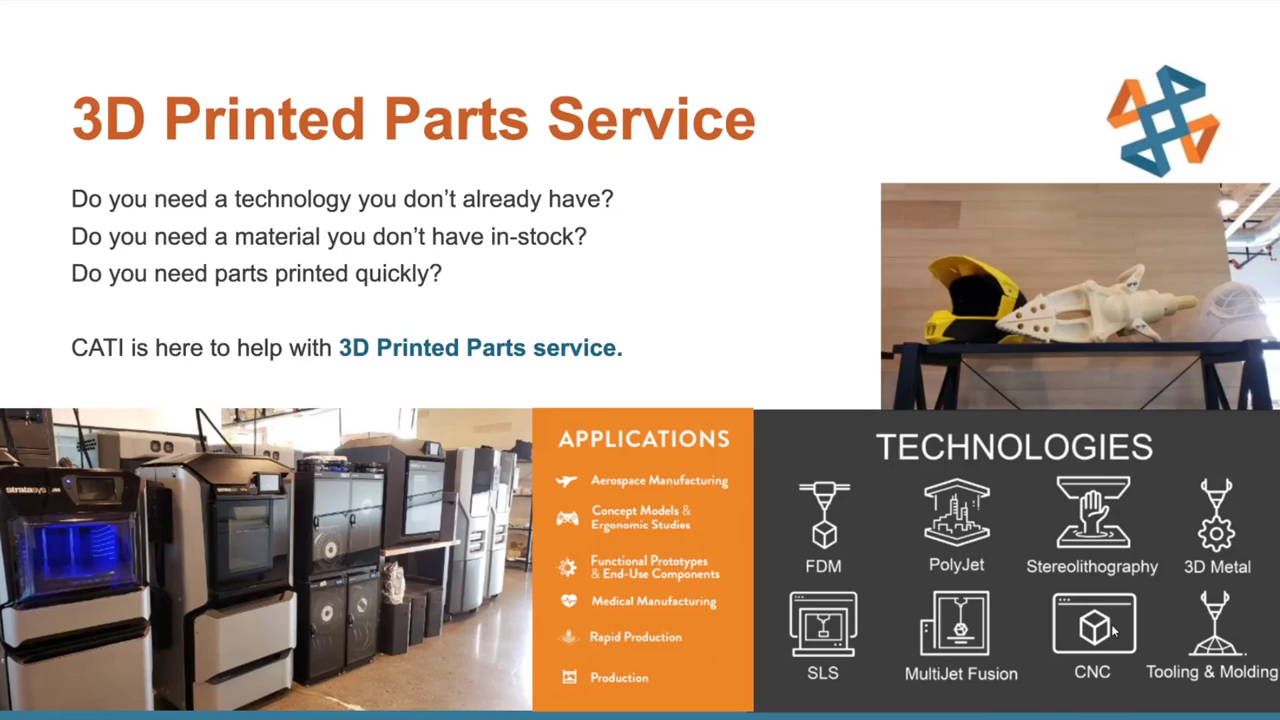 3D Printed Parts Service
Do you need a technology you don’t already have?
Do you need a material you don’t have in-stock?
Do you need parts printed quickly?
CATI is here to help with 3D Printed Parts service.
stratasys
APPLICATIONS
Aerospace Manufacturing
Concept Models &
Ergonomic Studies
Functional Prototypes
& End-Use Components
Medical Manufacturing
Rapid Production
Production
TECHNOLOGIES
FDM
PolyJet
Stereolithography
3D Metal
SLS
MultiJet Fusion
CNC
Tooling & Molding